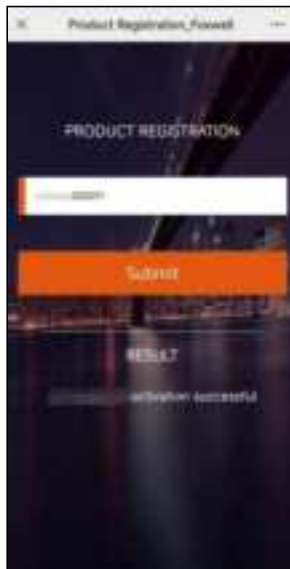 Product Registration_Foxwell
PRODUCT REGISTRATION
Submit
RESULT
activation successful